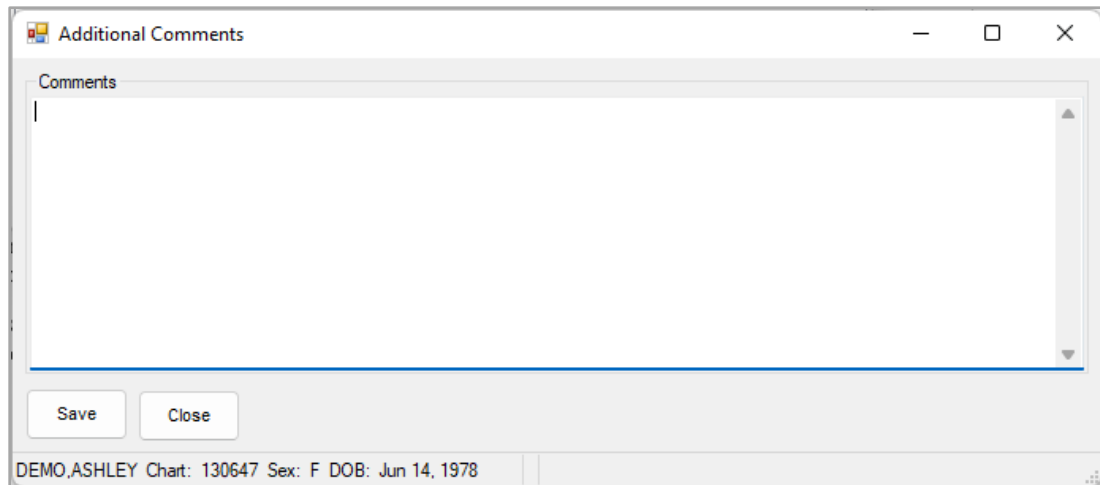 Additional Comments
Comments
Save Close
DEMO,ASHLEY Chart: 130647 Sex: F DOB: Jun 14, 1978